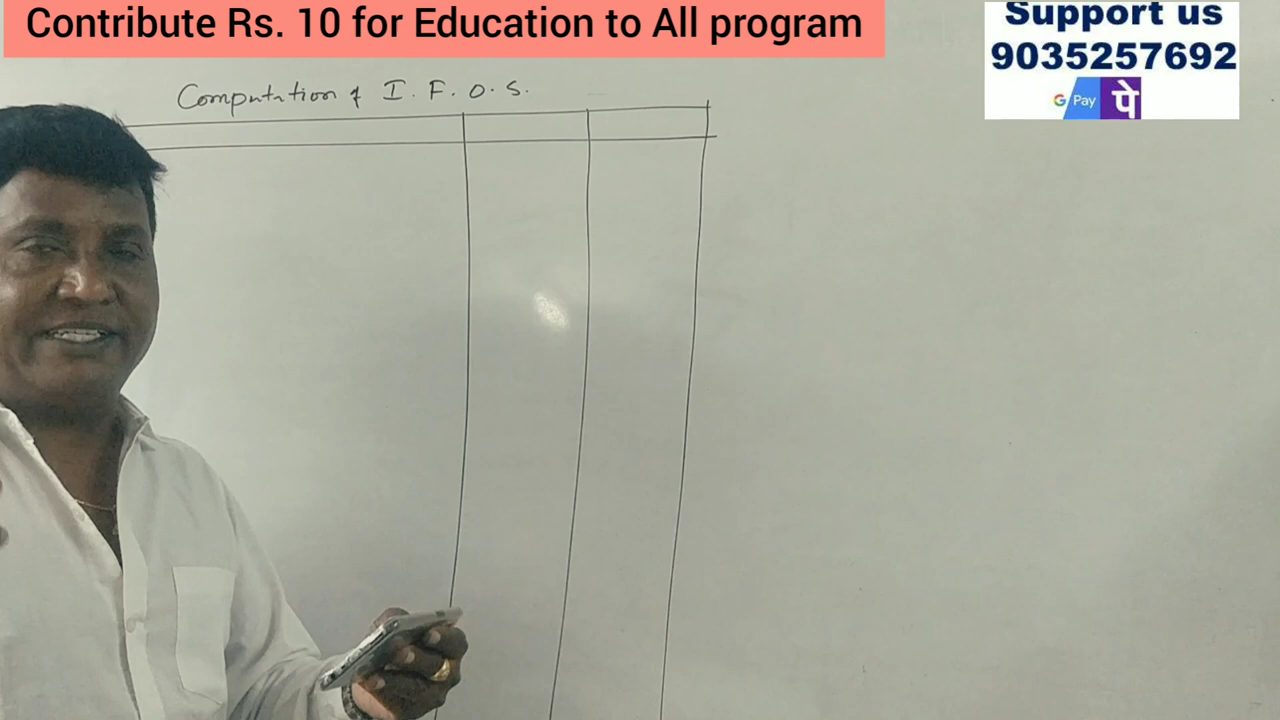 Contribute Rs. 10 for Education to All program
Support us
9035257692
G Pay पे
Computation of I. F. O. S.